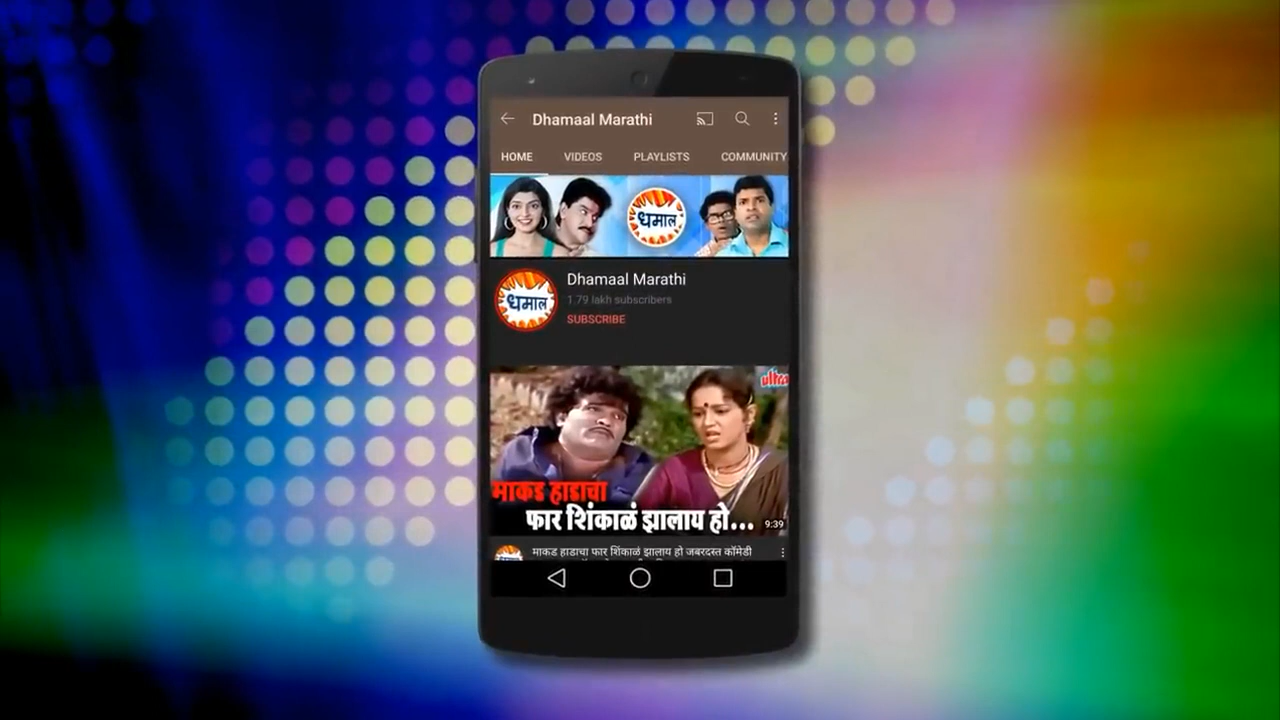 Dhamaal Marathi
HOME VIDEOS PLAYLISTS COMMUNITY
धमाल
धमाल
Dhamaal Marathi
1.79 lakh subscribers
SUBSCRIBE
ultra
माकड हाडाचा
फार शिंकाळं झालाय हो...
9:39
माकड हाडाचा फार शिंकाळं झालाय हो जबरदस्त कॉमेडी